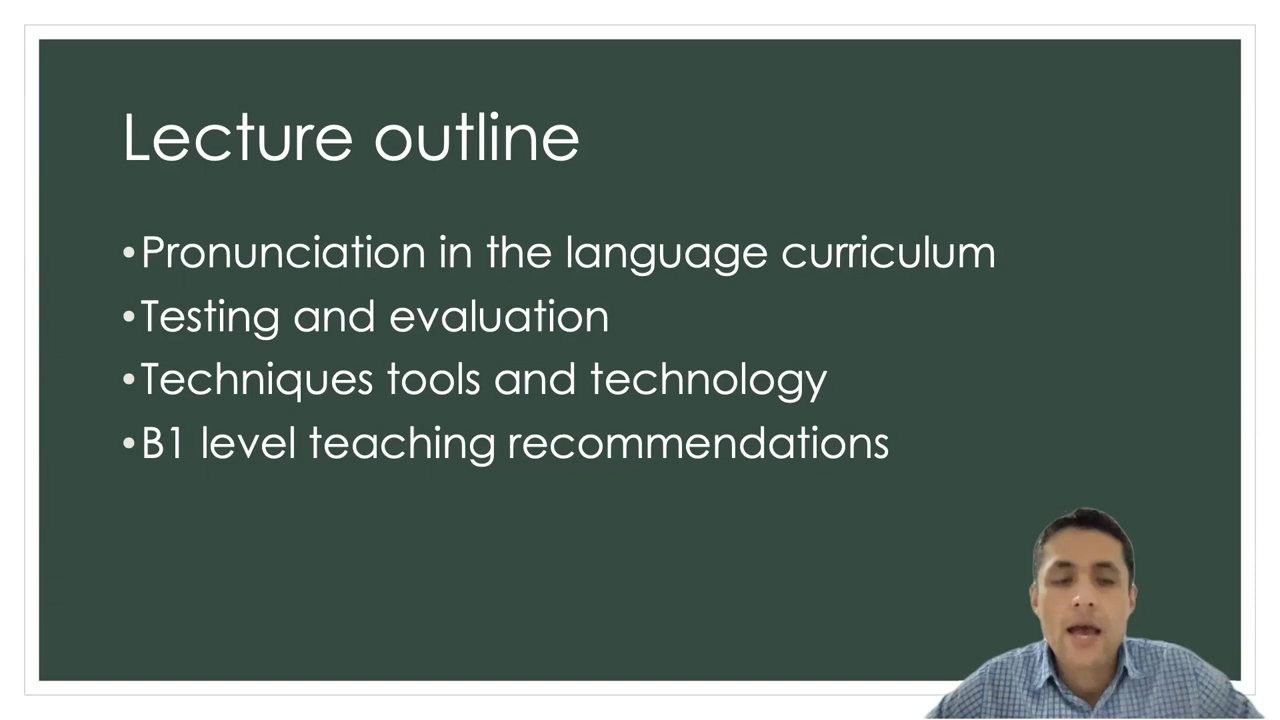 Lecture outline
•Pronunciation in the language curriculum
•Testing and evaluation
•Techniques tools and technology
•B1 level teaching recommendations